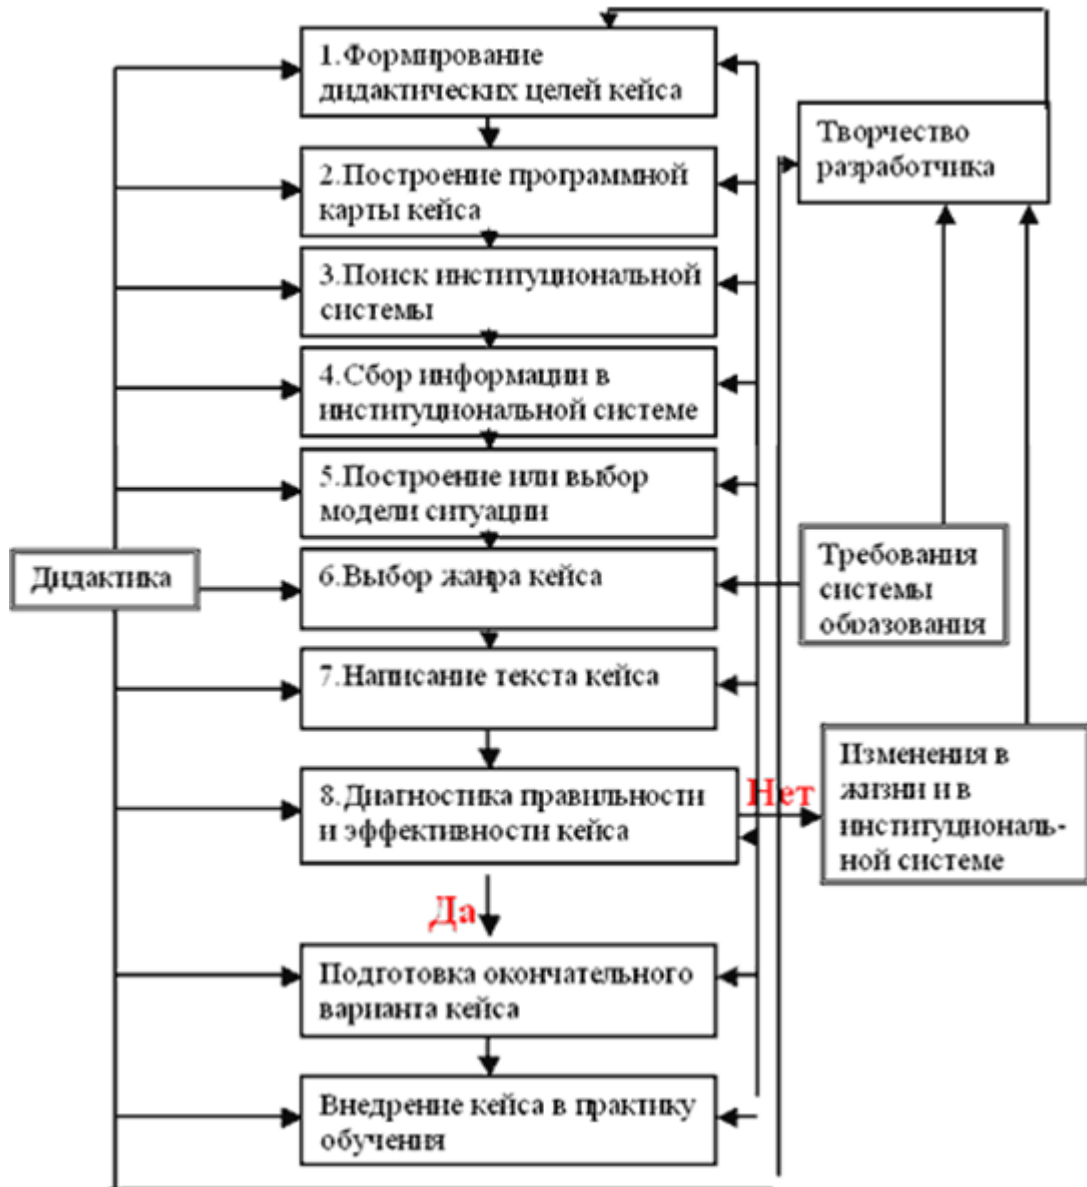 1.Формирование
дидактических целей кейса
Творчество
разработчика
2.Построение программной
карты кейса
3.Поиск институциональной
системы
4.Сбор информации в
институциональной системе
5.Построение или выбор
модели ситуации
Дидактика
6.Выбор жанра кейса
Требования
системы
образования
7.Написание текста кейса
8.Диагностика правильности
и эффективности кейса
Нет
Изменения в
жизни и в
институциональ-
ной системе
Да
Подготовка окончательного
варианта кейса
Внедрение кейса в практику
обучения